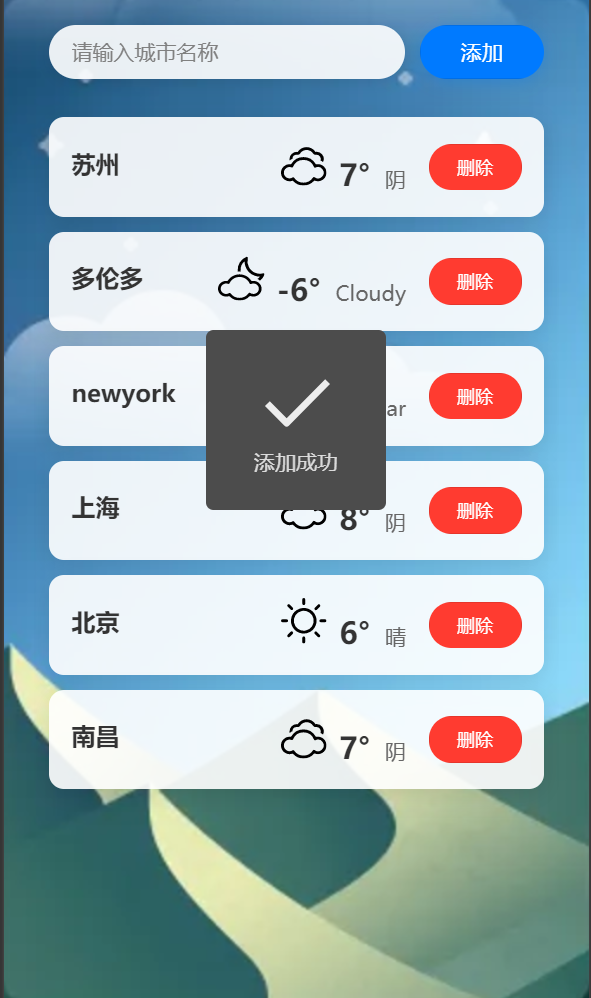 请输入城市名称 添加
苏州 7° 阴 删除
多伦多 -6° Cloudy 删除
newyork ar 删除
添加成功
上海 8° 阴 删除
北京 6° 晴 删除
南昌 7° 阴 删除